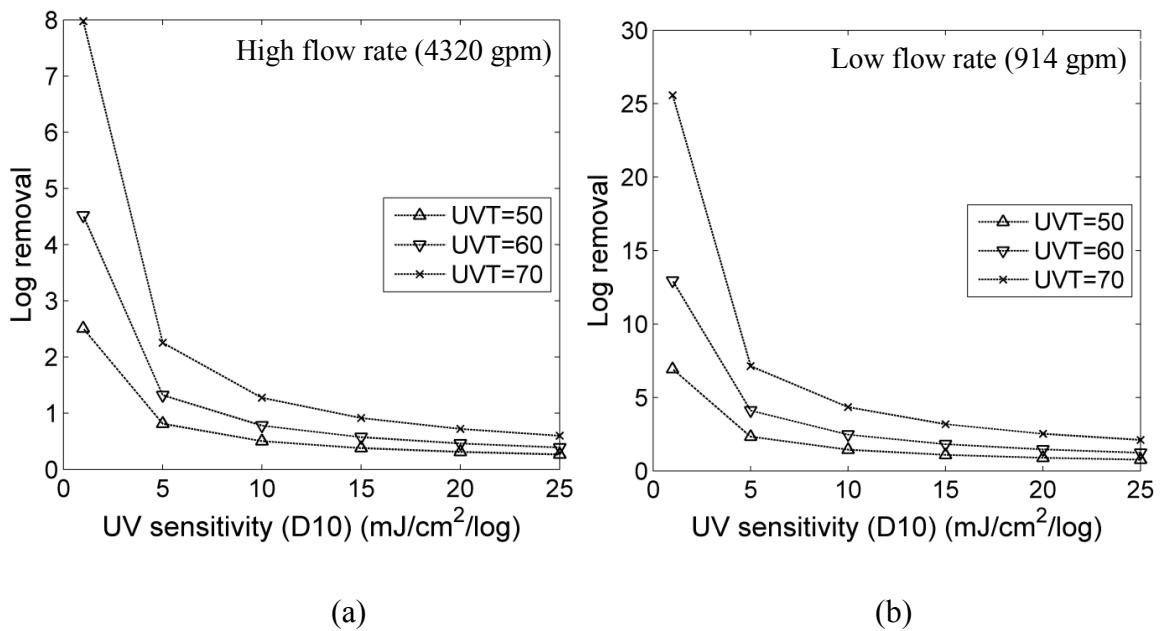 High flow rate (4320 gpm)
8
7
6
5
4
3
2
1
0
Log removal
UVT=50
UVT=60
UVT=70
0 5 10 15 20 25
UV sensitivity (D10) (mJ/cm²/log)
(a)
Low flow rate (914 gpm)
30
25
20
15
10
5
0
Log removal
UVT=50
UVT=60
UVT=70
0 5 10 15 20 25
UV sensitivity (D10) (mJ/cm²/log)
(b)